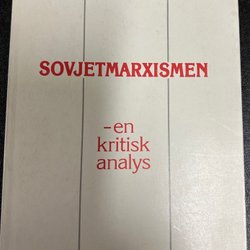 SOVJETMARXISMEN
-en
kritisk
analys